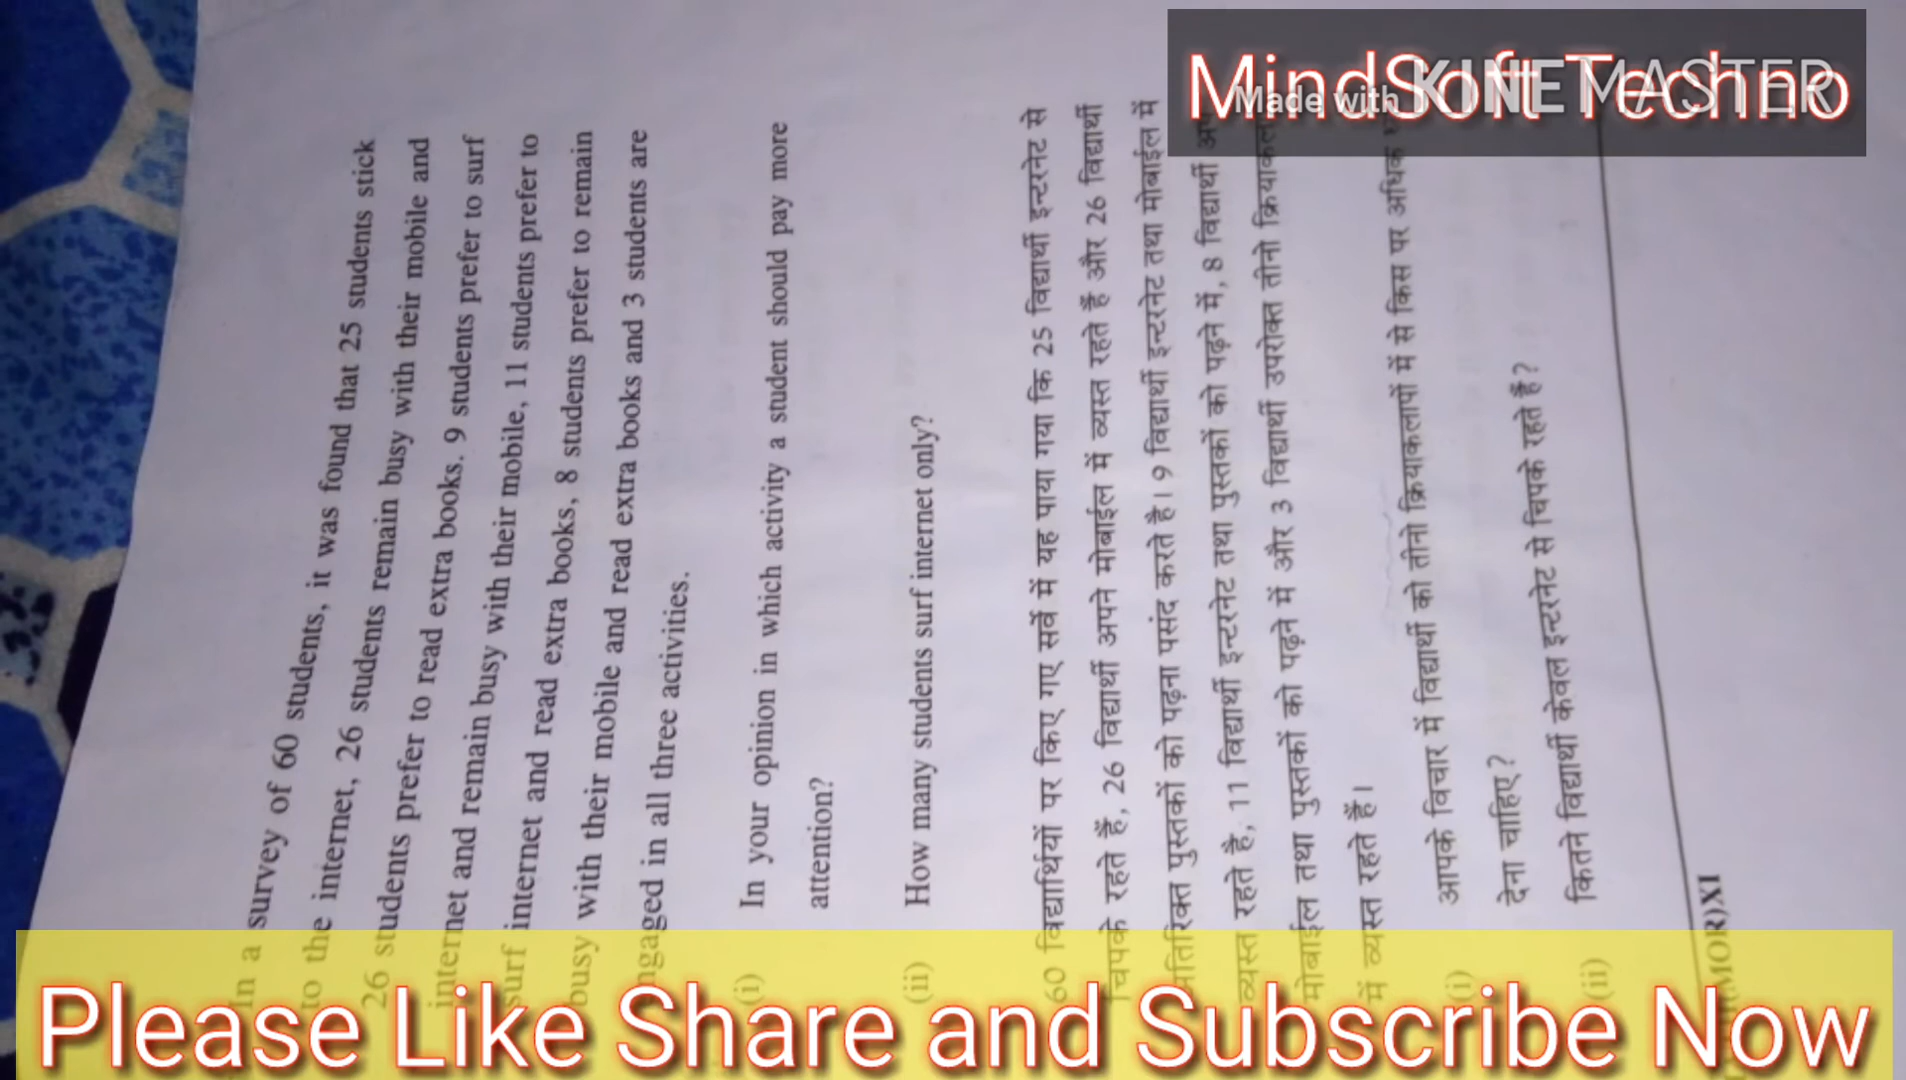 MindSoft Techno
Made with KINEMASTER
In a survey of 60 students, it was found that 25 students stick
to the internet, 26 students remain busy with their mobile and
26 students prefer to read extra books. 9 students prefer to surf
internet and remain busy with their mobile, 11 students prefer to
surf internet and read extra books, 8 students prefer to remain
busy with their mobile and read extra books and 3 students are
engaged in all three activities.
(i) In your opinion in which activity a student should pay more
attention?
(ii) How many students surf internet only?
60 विद्यार्थियों पर किए गए सर्वे में यह पाया गया कि 25 विद्यार्थी इन्टरनेट से
चिपके रहते हैं, 26 विद्यार्थी अपने मोबाईल में व्यस्त रहते हैं और 26 विद्यार्थी
अतिरिक्त पुस्तकों को पढ़ना पसंद करते है। 9 विद्यार्थी इन्टरनेट तथा मोबाईल में
व्यस्त रहते है, 11 विद्यार्थी इन्टरनेट तथा पुस्तकों को पढ़ने में, 8 विद्यार्थी
मोबाईल तथा पुस्तकों को पढ़ने में और 3 विद्यार्थी उपरोक्त तीनो
में व्यस्त रहते हैं।
(i) आपके विचार में विद्यार्थी को तीनो क्रियाकलापों में से किस पर अधिक
देना चाहिए?
(ii) कितने विद्यार्थी केवल इन्टरनेट से चिपके रहते हैं?
(MOR)XI
Please Like Share and Subscribe Now